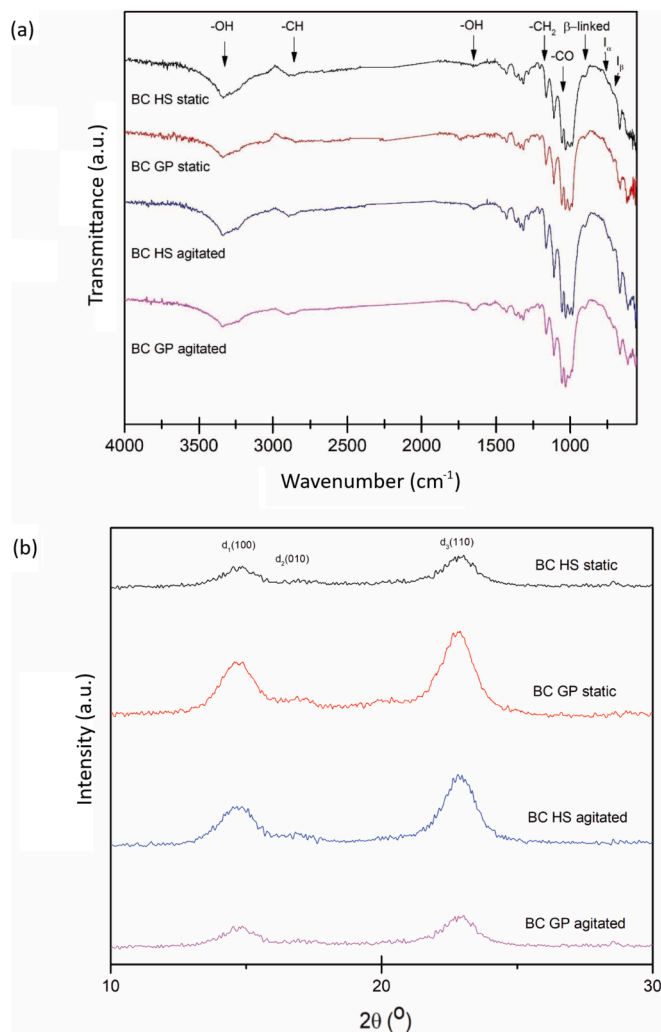 (a)
-OH
-CH
-OH
-CH₂
β-linked
-CO
Iα
Iβ
BC HS static
BC GP static
BC HS agitated
BC GP agitated
Transmittance (a.u.)
4000 3500 3000 2500 2000 1500 1000
Wavenumber (cm⁻¹)
(b)
d₁(100)
d₂(010)
d₃(110)
BC HS static
BC GP static
BC HS agitated
BC GP agitated
Intensity (a.u.)
10 20 30
2θ (°)